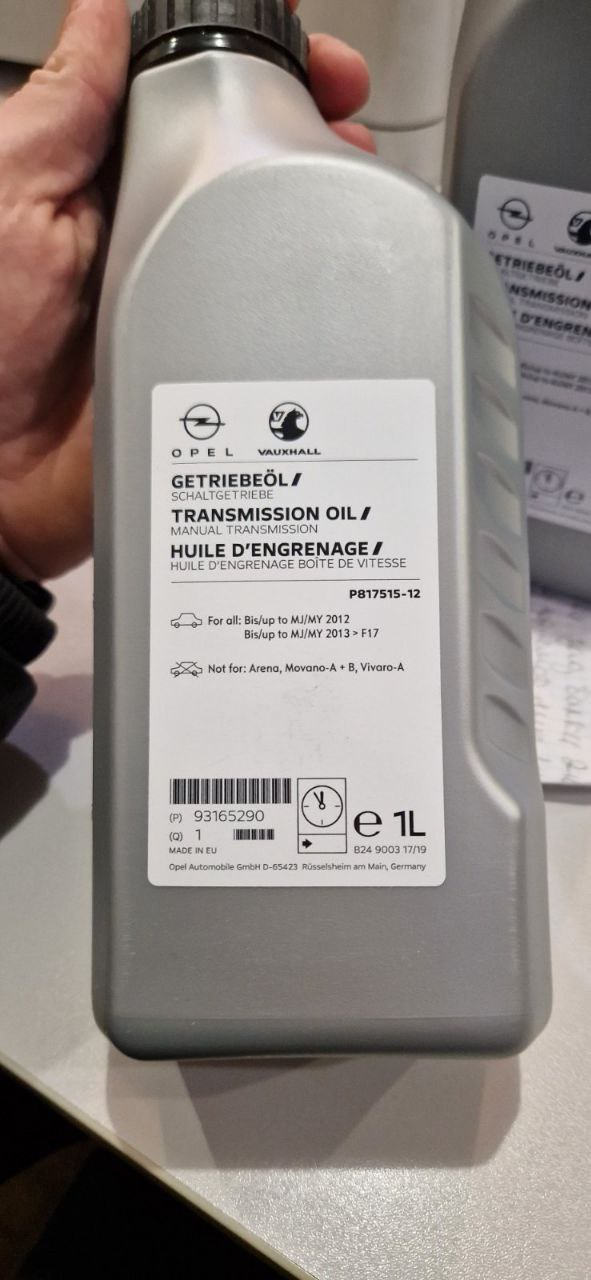 OPEL VAUXHALL
GETRIEBEÖL /
SCHALTGETRIEBE
TRANSMISSION OIL /
MANUAL TRANSMISSION
HUILE D'ENGRENAGE /
HUILE D'ENGRENAGE BOÎTE DE VITESSE
P817515-12
For all: Bis/up to MJ/MY 2012
Bis/up to MJ/MY 2013 > F17
Not for: Arena, Movano-A + B, Vivaro-A
(P) 93165290
(Q) 1
MADE IN EU
e 1L
B24 9003 17/19
Opel Automobile GmbH D-65423 Rüsselsheim am Main, Germany
OPEL VAUXHALL
ETRIEBEÖL /
ANSMISSION
D'ENGREN